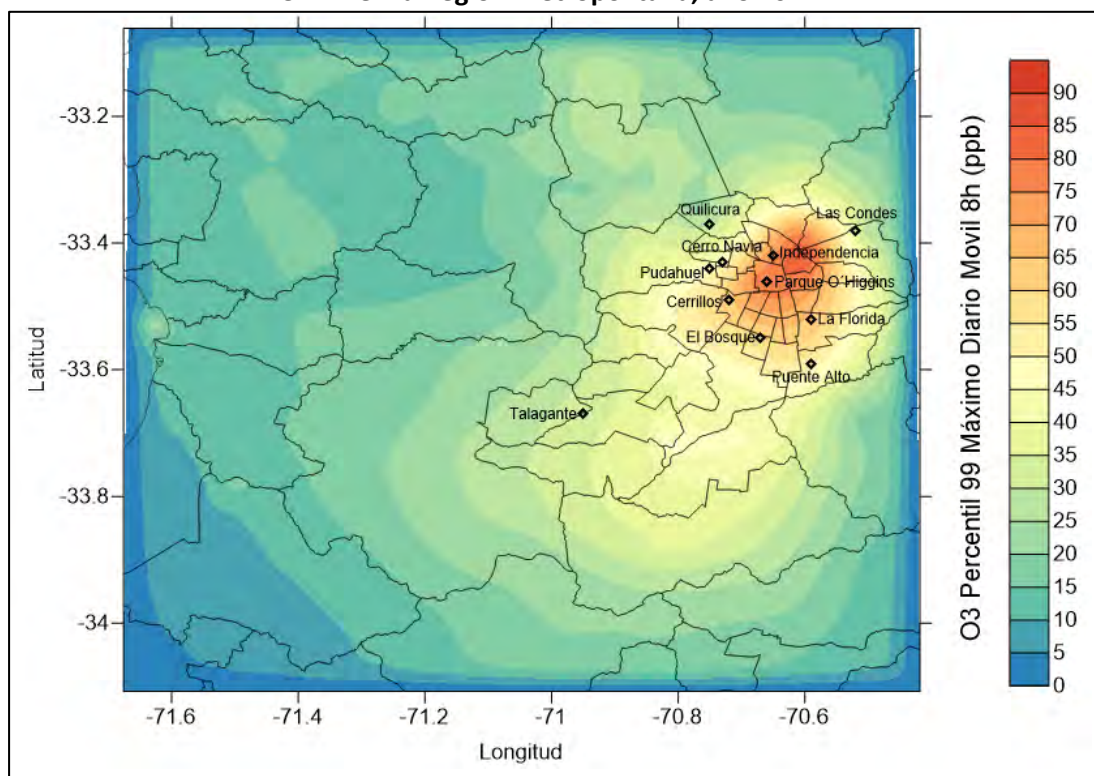 Región Metropolitana, año
-33.2
-33.4
-33.6
-33.8
-34
Latitud
-71.6
-71.4
-71.2
-71
-70.8
-70.6
Longitud
Quilicura
Las Condes
Cerro Navia
Independencia
Pudahuel
Parque O´Higgins
Cerrillos
La Florida
El Bosque
Puente Alto
Talagante
O3 Percentil 99 Máximo Diario Movil 8h (ppb)
90
85
80
75
70
65
60
55
50
45
40
35
30
25
20
15
10
5
0